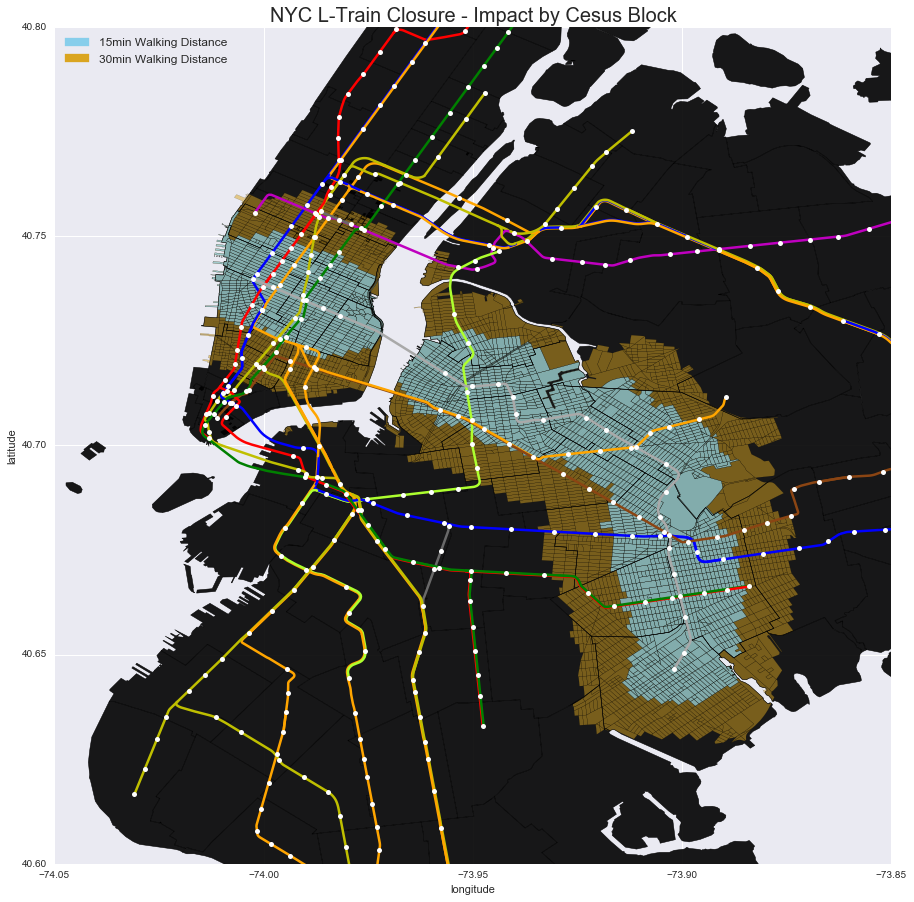 NYC L-Train Closure - Impact by Cesus Block
15min Walking Distance
30min Walking Distance
40.80
40.75
40.70
40.65
40.60
latitude
−74.05
−74.00
−73.95
−73.90
−73.85
longitude